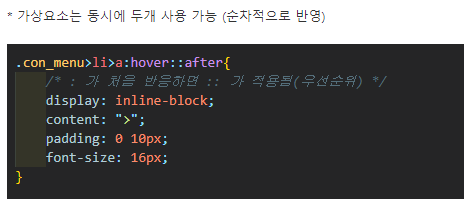 * 가상요소는 동시에 두개 사용 가능 (순차적으로 반영)
.con_menu>li>a:hover::after{
/* : 가 처음 반응하면 :: 가 적용됨(우선순위) */
display: inline-block;
content: ">";
padding: 0 10px;
font-size: 16px;
}